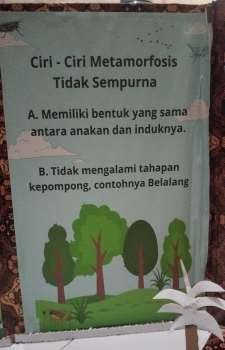 Ciri - Ciri Metamorfosis
Tidak Sempurna
A. Memiliki bentuk yang sama
antara anakan dan induknya.
B. Tidak mengalami tahapan
kepompong, contohnya Belalang